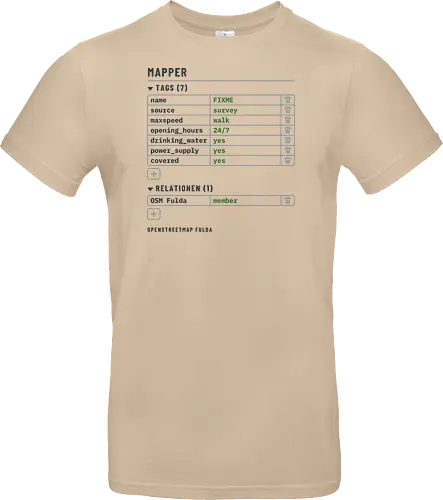 MAPPER
TAGS (7)
name FIXME
source survey
maxspeed walk
opening_hours 24/7
drinking_water yes
power_supply yes
covered yes
+
RELATIONEN (1)
OSM Fulda member
+
OPENSTREETMAP FULDA